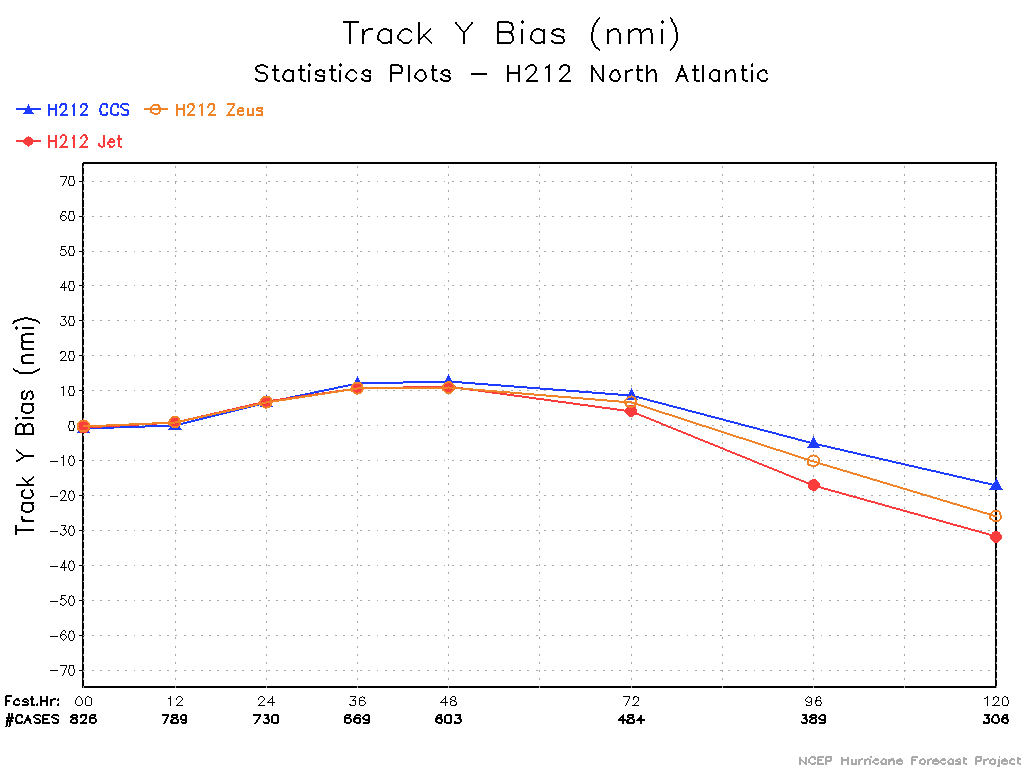 Track Y Bias (nmi)
Statistics Plots − H212 North Atlantic
H212 CCS H212 Zeus
H212 Jet
70
60
50
40
30
20
10
0
−10
−20
−30
−40
−50
−60
−70
Track Y Bias (nmi)
Fcst.Hr: 00 12 24 36 48 72 96 120
#CASES 826 789 730 669 603 484 389 306
NCEP Hurricane Forecast Project